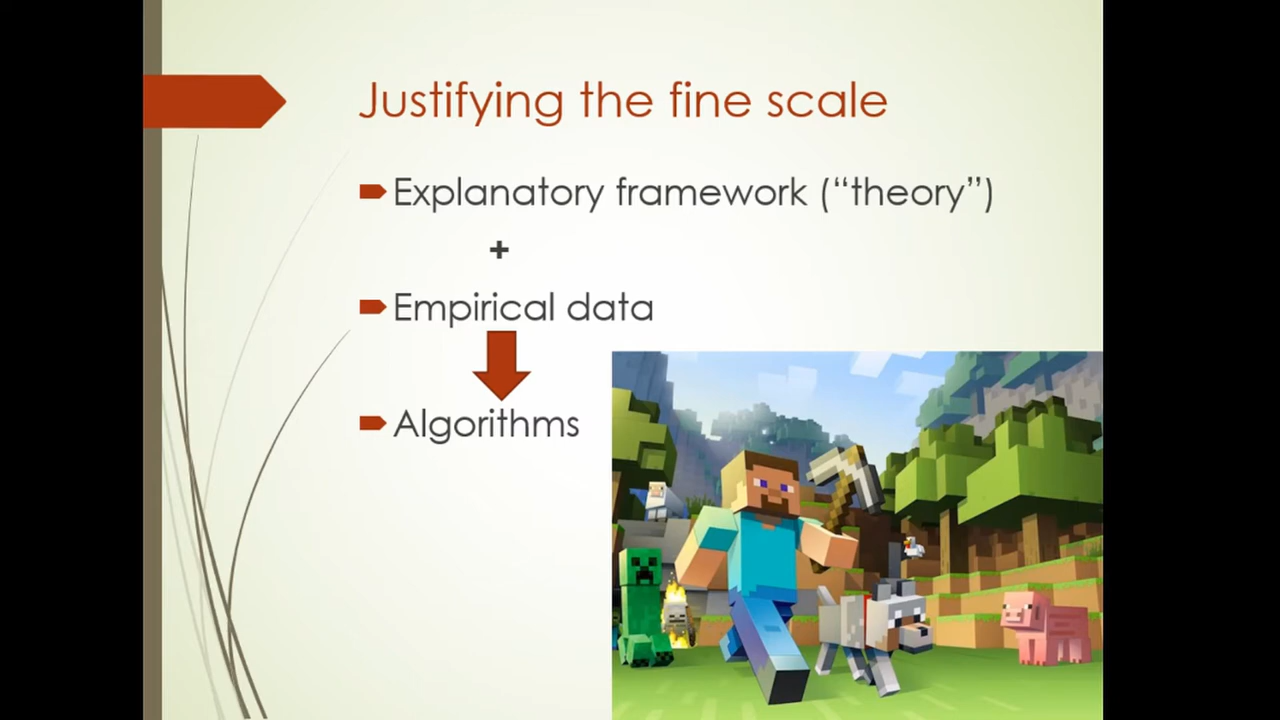 Justifying the fine scale
Explanatory framework (“theory”)
+
Empirical data
Algorithms